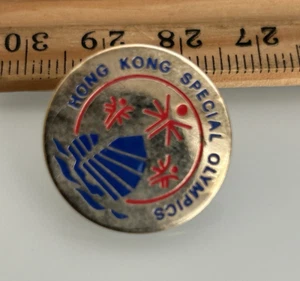 30 29 28 27
HONG KONG SPECIAL OLYMPICS